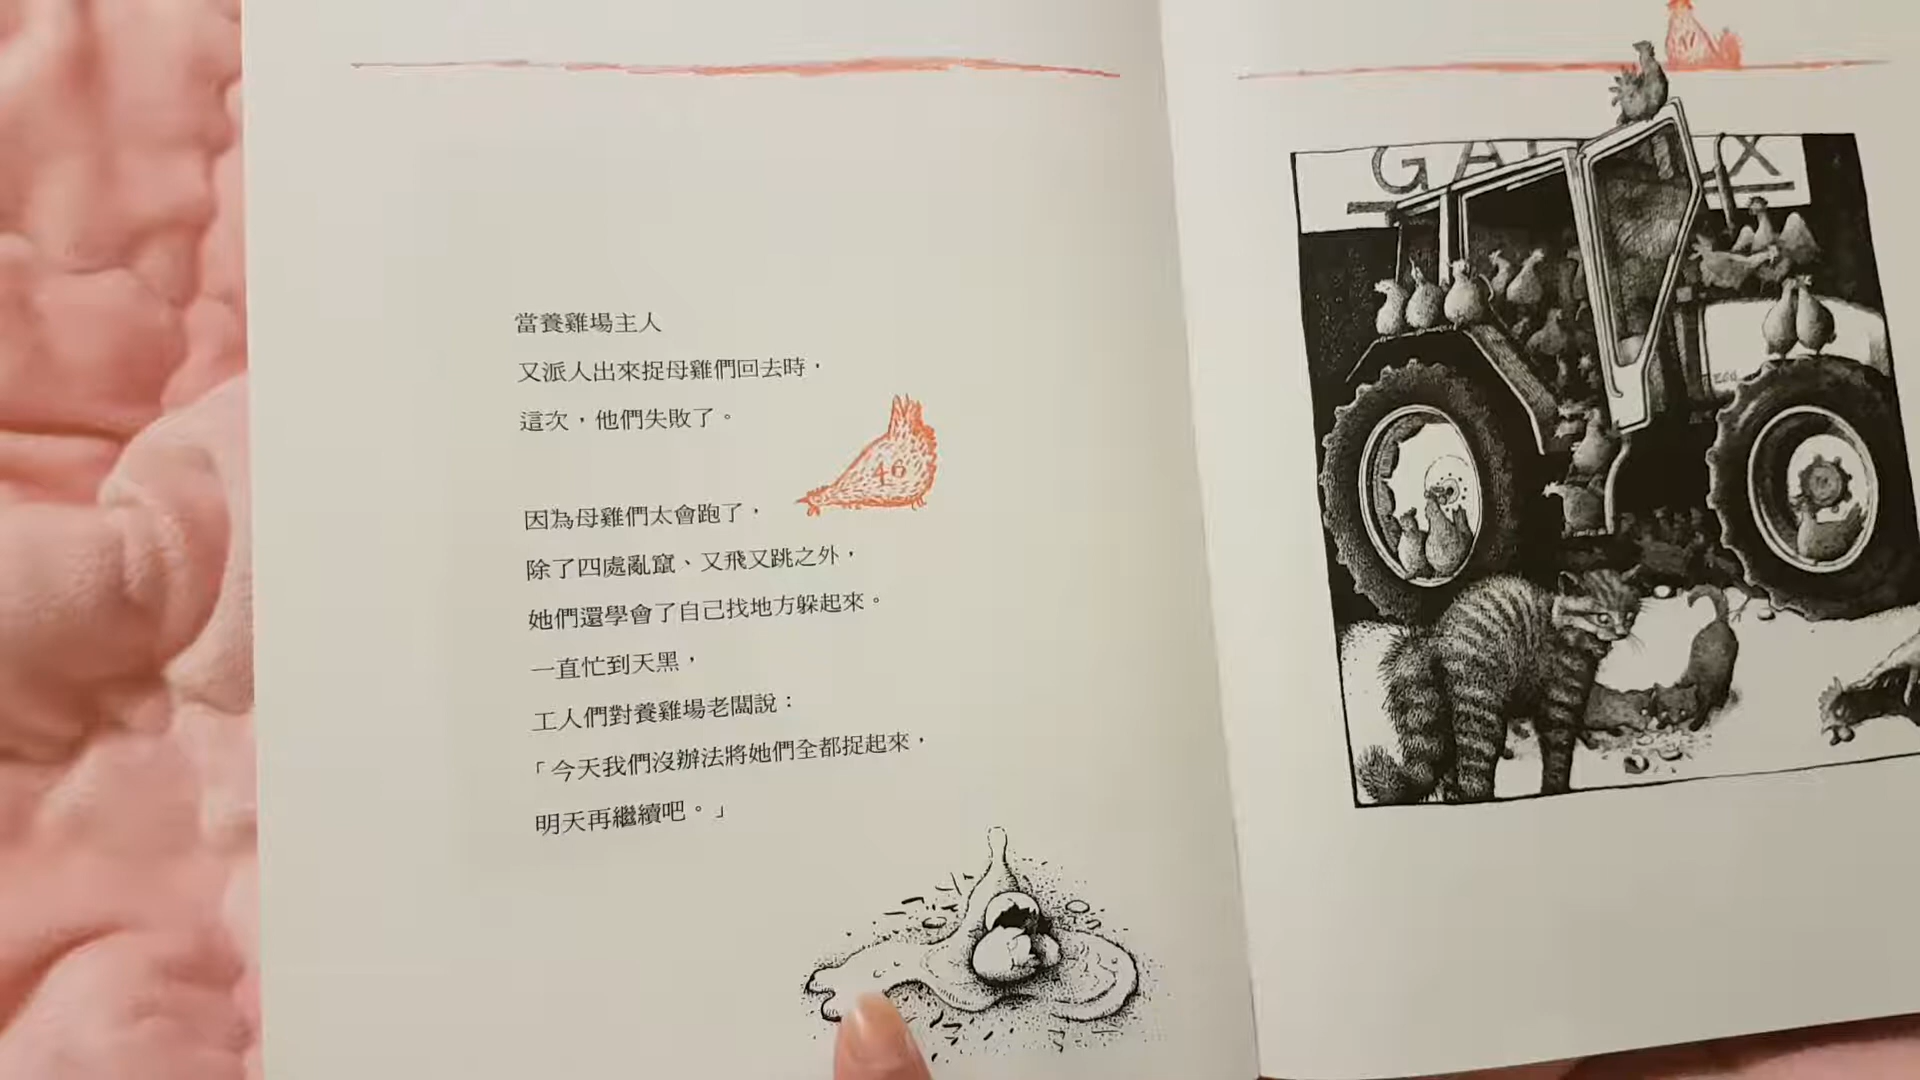 當養雞場主人
又派人出來捉母雞們回去時，
這次，他們失敗了。
46
因為母雞們太會跑了，
除了四處亂竄、又飛又跳之外，
她們還學會了自己找地方躲起來。
一直忙到天黑，
工人們對養雞場老闆說：
「今天我們沒辦法將她們全都捉起來，
明天再繼續吧。」
47